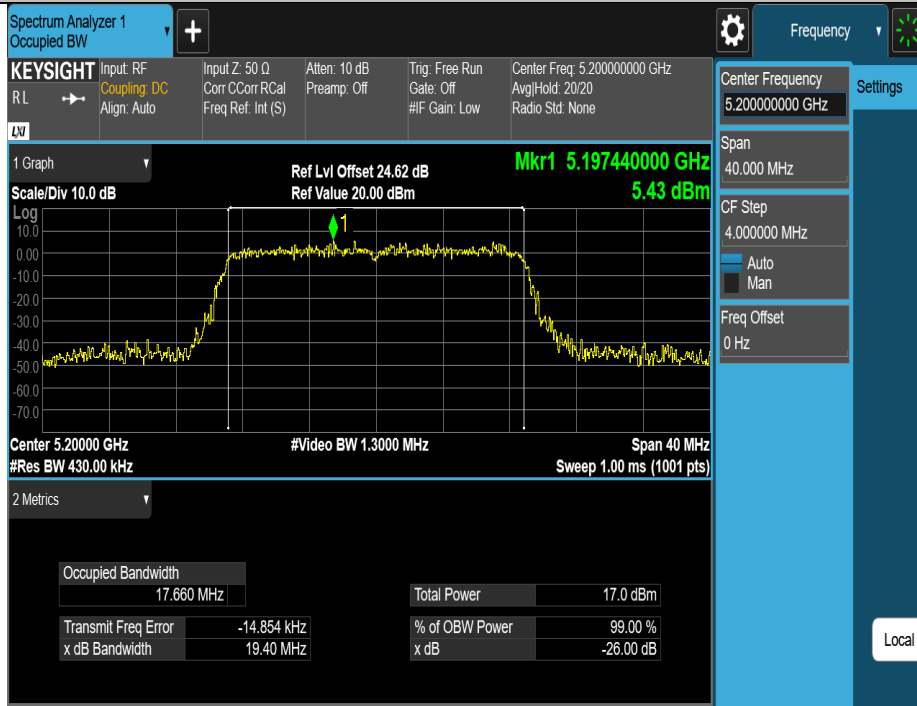 Spectrum Analyzer 1
Occupied BW
+
Frequency
KEYSIGHT
R L
LXI
Input: RF
Coupling: DC
Align: Auto
Input Z: 50 Ω
Corr CCorr RCal
Freq Ref: Int (S)
Atten: 10 dB
Preamp: Off
Trig: Free Run
Gate: Off
#IF Gain: Low
Center Freq: 5.200000000 GHz
Avg|Hold: 20/20
Radio Std: None
Center Frequency
5.200000000 GHz
Settings
Span
40.000 MHz
CF Step
4.000000 MHz
Auto
Man
Freq Offset
0 Hz
Local
1 Graph
Scale/Div 10.0 dB
Ref Lvl Offset 24.62 dB
Ref Value 20.00 dBm
Mkr1 5.197440000 GHz
5.43 dBm
Log
1
10.0
0.00
-10.0
-20.0
-30.0
-40.0
-50.0
-60.0
-70.0
Center 5.20000 GHz
#Video BW 1.3000 MHz
Span 40 MHz
#Res BW 430.00 kHz
Sweep 1.00 ms (1001 pts)
2 Metrics
Occupied Bandwidth
17.660 MHz
Total Power 17.0 dBm
Transmit Freq Error -14.854 kHz
% of OBW Power 99.00 %
x dB Bandwidth 19.40 MHz
x dB -26.00 dB